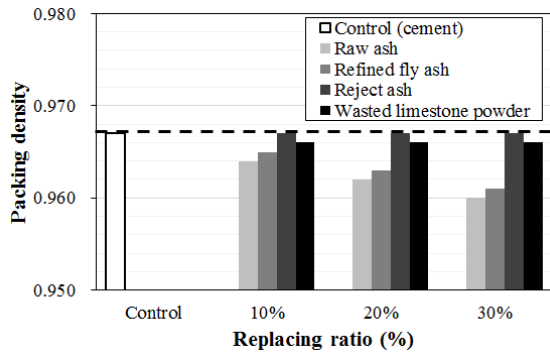 0.980
0.970
0.960
0.950
Packing density
Control (cement)
Raw ash
Refined fly ash
Reject ash
Wasted limestone powder
Control 10% 20% 30%
Replacing ratio (%)